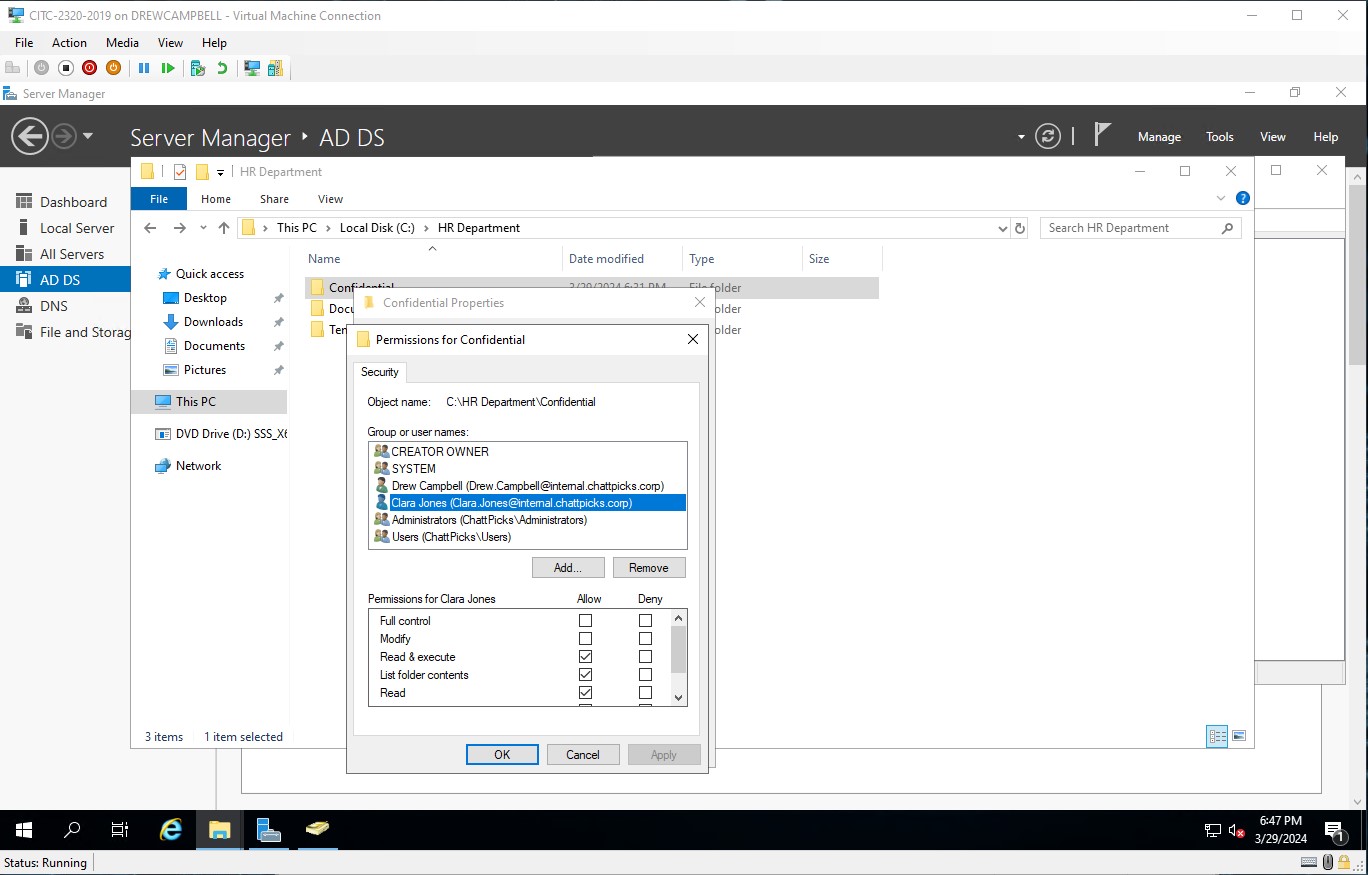 CITC-2320-2019 on DREWCAMPBELL - Virtual Machine Connection
File Action Media View Help
Server Manager
Server Manager AD DS
Manage Tools View Help
HR Department
File Home Share View
This PC Local Disk (C:) HR Department
Search HR Department
Dashboard
Local Server
All Servers
AD DS
DNS
File and Storag
Quick access
Desktop
Downloads
Documents
Pictures
This PC
DVD Drive (D:) SSS_X6
Network
Name Date modified Type Size
Confidential 3/29/2024 6:31 PM File folder
Docu older
Ter older
Confidential Properties
Permissions for Confidential
Security
Object name: C:\HR Department\Confidential
Group or user names:
CREATOR OWNER
SYSTEM
Drew Campbell (Drew.Campbell@internal.chattpicks.corp)
Clara Jones (Clara.Jones@internal.chattpicks.corp)
Administrators (ChattPicks\Administrators)
Users (ChattPicks\Users)
Add... Remove
Permissions for Clara Jones Allow Deny
Full control
Modify
Read & execute
List folder contents
Read
OK Cancel Apply
3 items 1 item selected
6:47 PM
3/29/2024
1
Status: Running